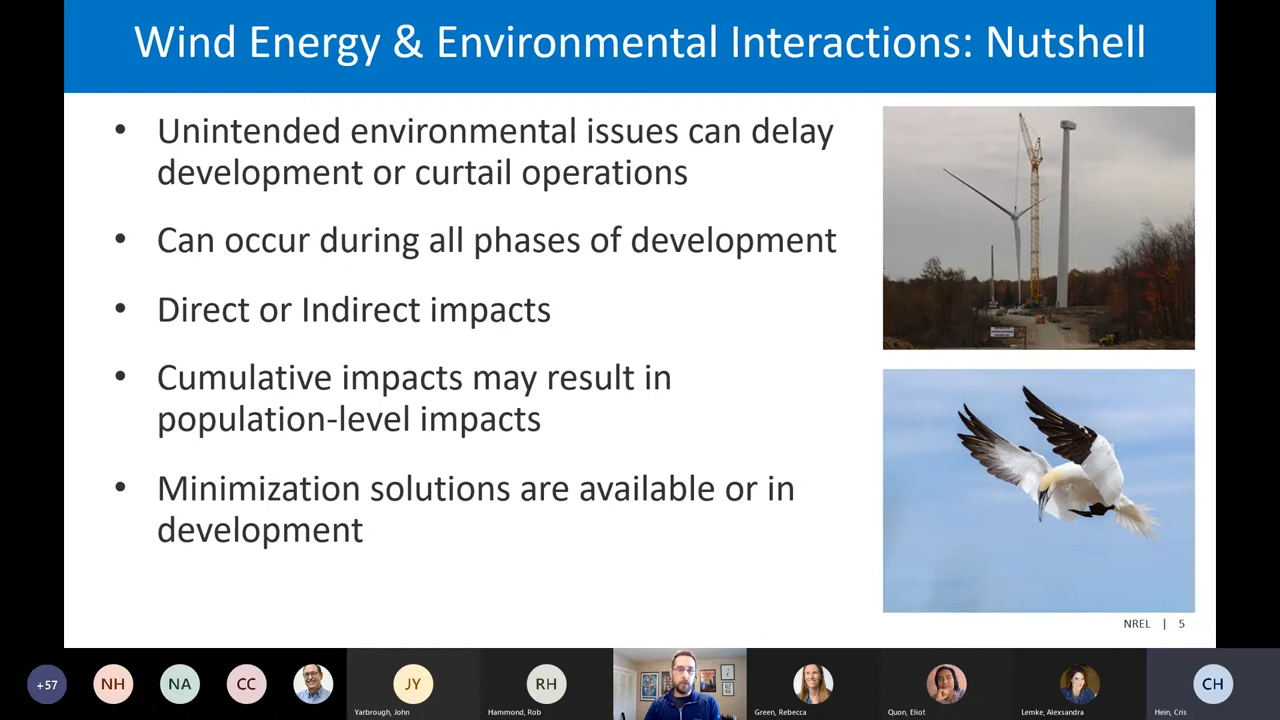 Wind Energy & Environmental Interactions: Nutshell
• Unintended environmental issues can delay
development or curtail operations
• Can occur during all phases of development
• Direct or Indirect impacts
• Cumulative impacts may result in
population-level impacts
• Minimization solutions are available or in
development
NREL | 5
+57
NH
NA
CC
JY
Yarbrough, John
RH
Hammond, Rob
Green, Rebecca
Quon, Eliot
Lemke, Alexsandra
CH
Hein, Cris